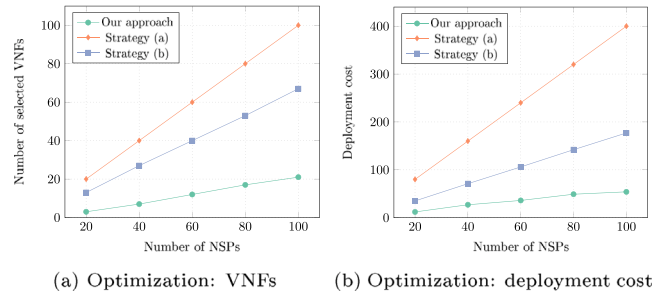 Number of selected VNFs
100
80
60
40
20
0
Our approach
Strategy (a)
Strategy (b)
20 40 60 80 100
Number of NSPs
(a) Optimization: VNFs
Deployment cost
400
300
200
100
0
Our approach
Strategy (a)
Strategy (b)
20 40 60 80 100
Number of NSPs
(b) Optimization: deployment cost